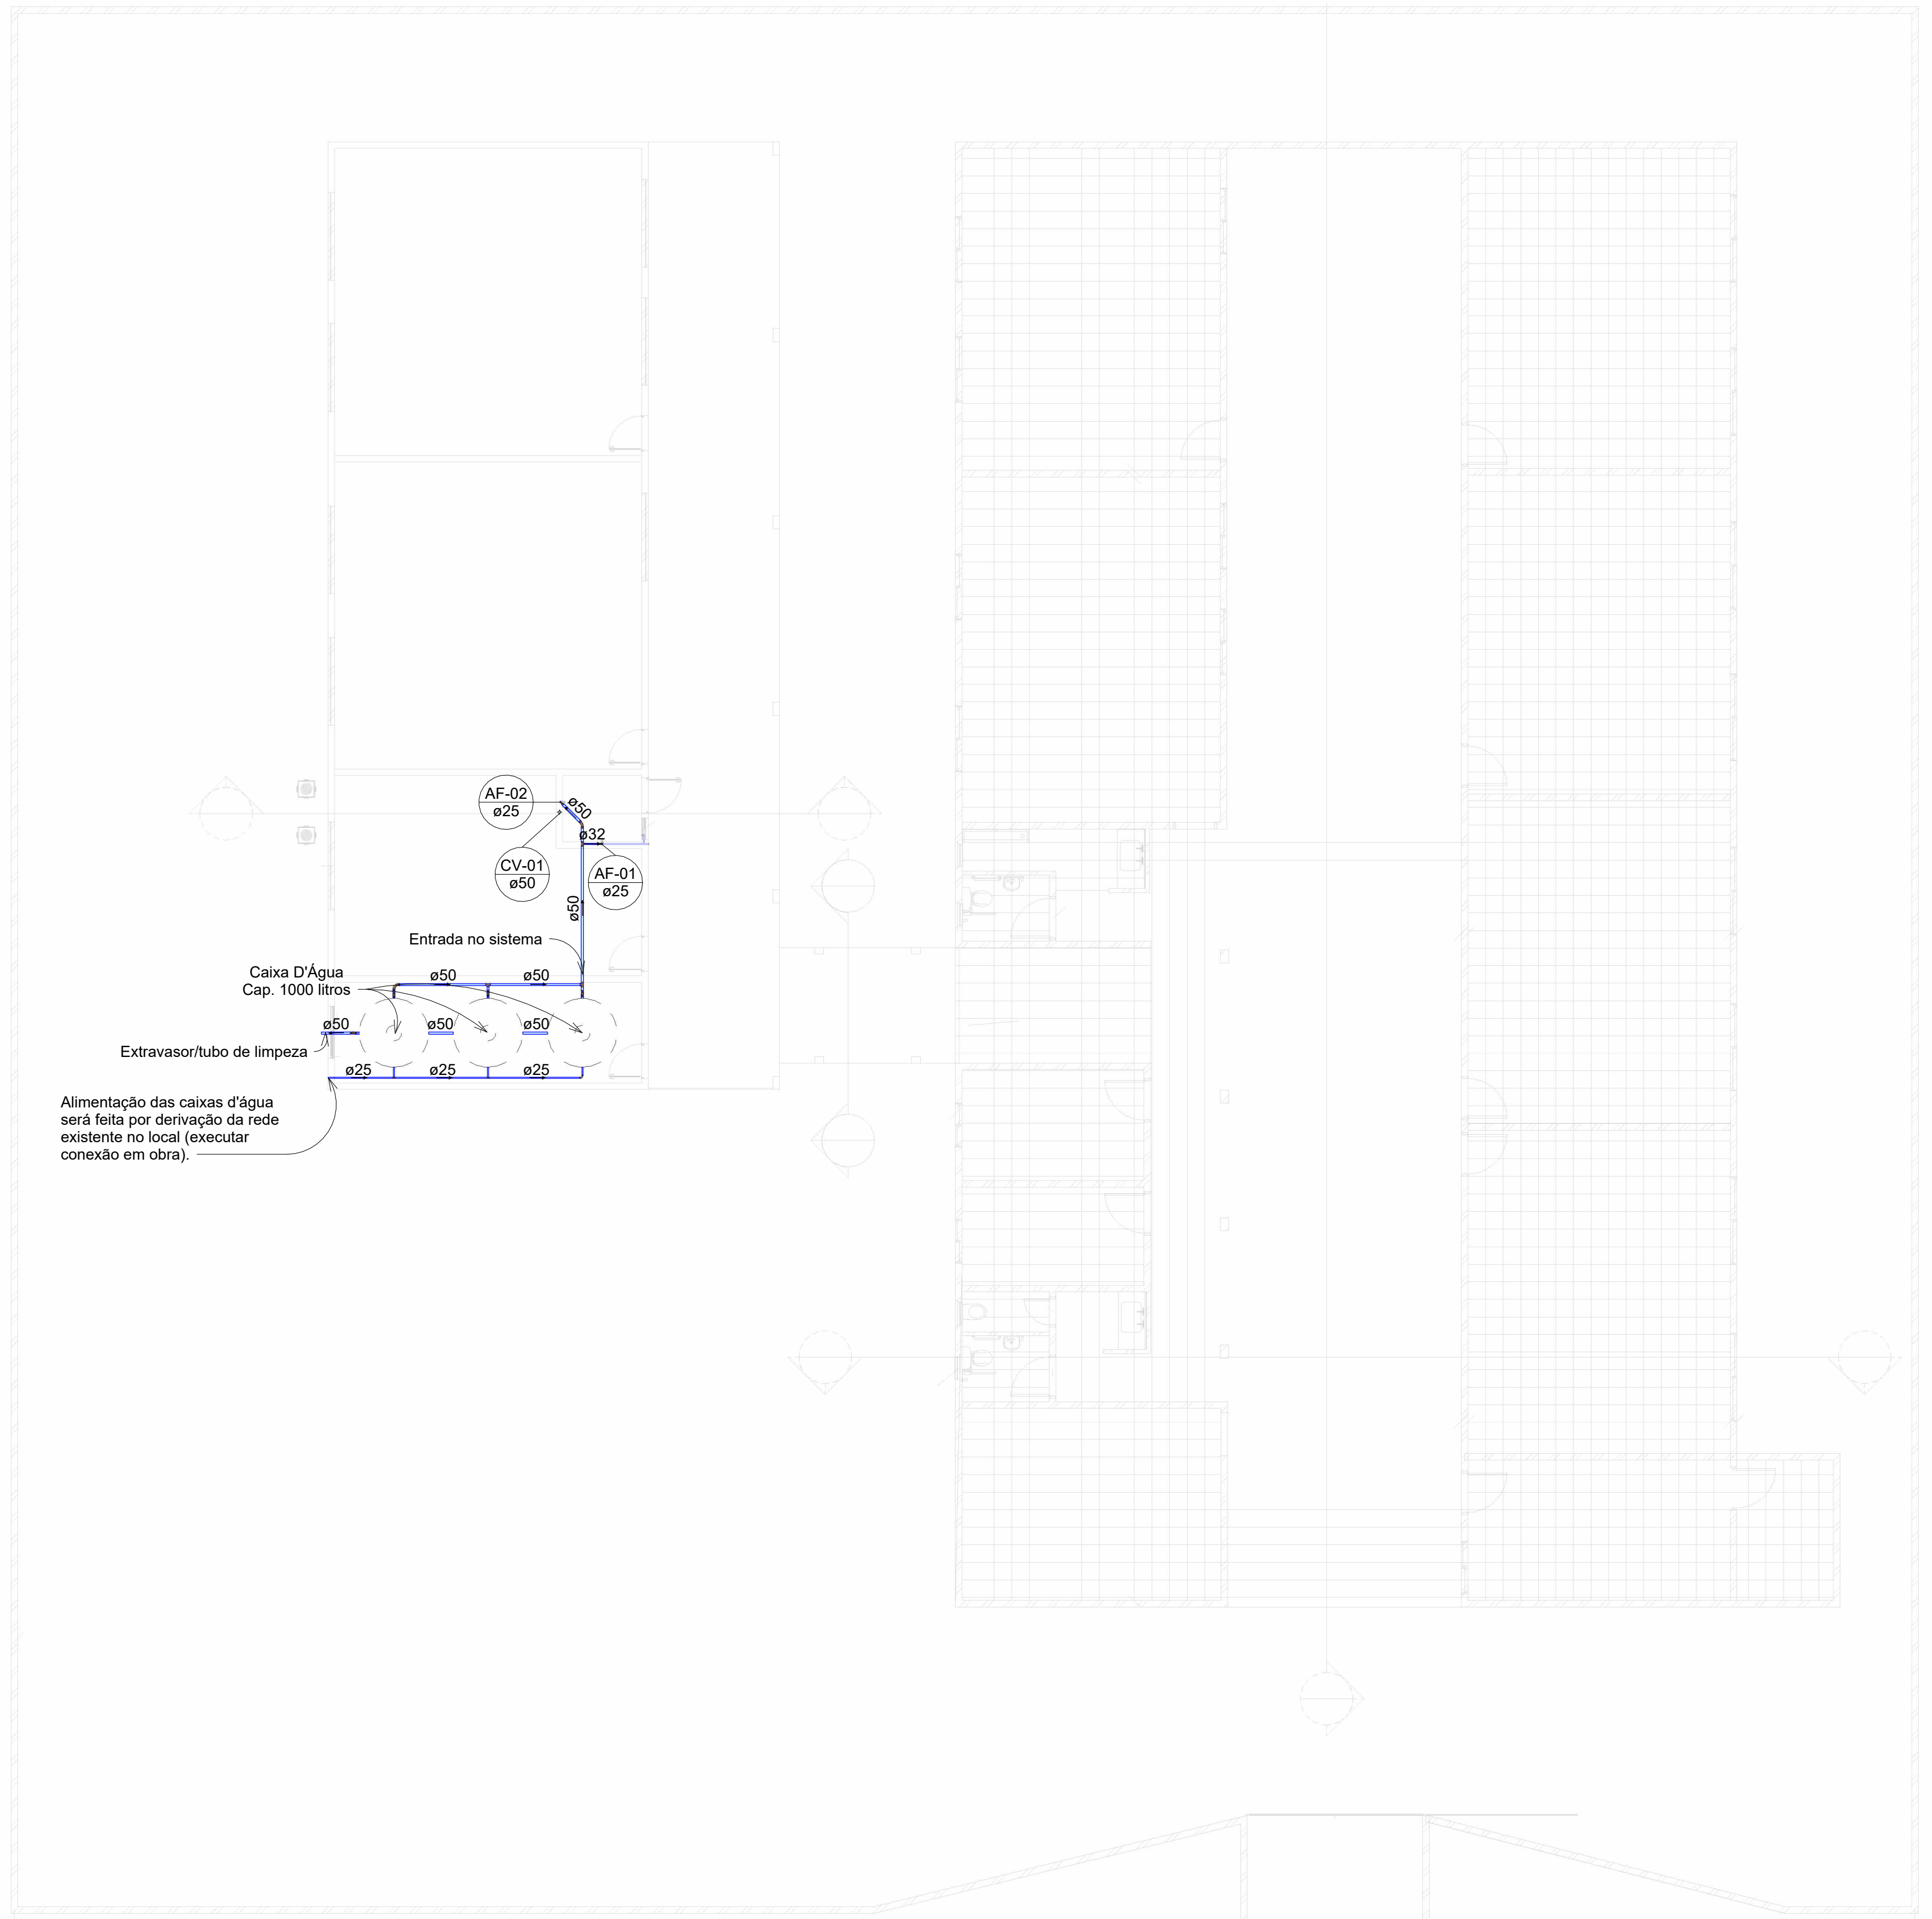 AF-02
ø25
ø50
ø32
CV-01
ø50
AF-01
ø25
ø50
Entrada no sistema
Caixa D'Água
Cap. 1000 litros
ø50
ø50
ø50
ø50
ø50
Extravasor/tubo de limpeza
ø25
ø25
ø25
Alimentação das caixas d'água
será feita por derivação da rede
existente no local (executar
conexão em obra).